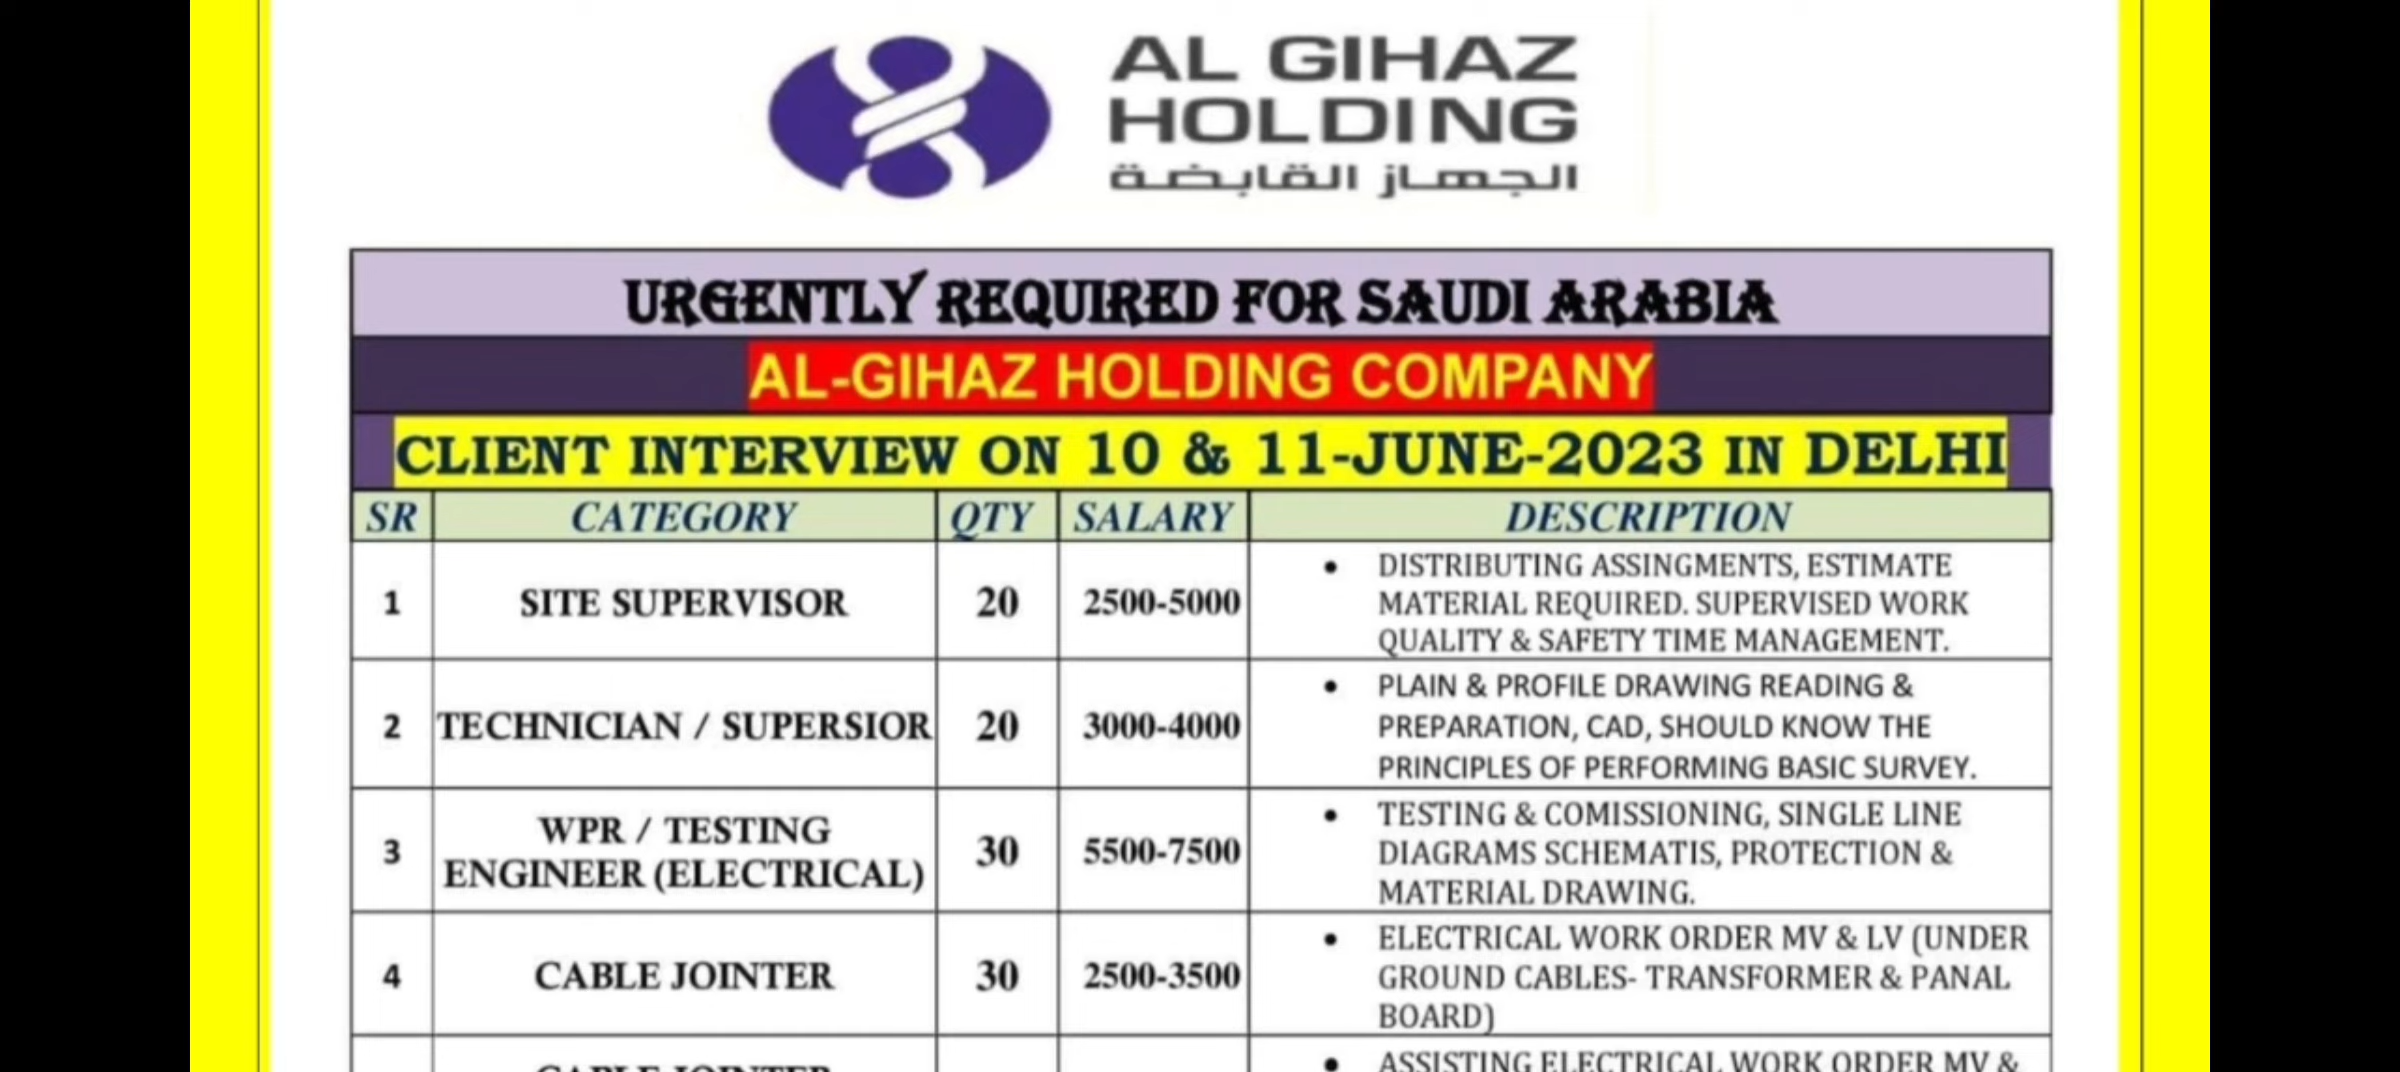 AL GIHAZ
HOLDING
الجهاز القابضة
URGENTLY REQUIRED FOR SAUDI ARABIA
AL-GIHAZ HOLDING COMPANY
CLIENT INTERVIEW ON 10 & 11-JUNE-2023 IN DELHI
SR CATEGORY QTY SALARY DESCRIPTION
1 SITE SUPERVISOR 20 2500-5000
• DISTRIBUTING ASSINGMENTS, ESTIMATE
MATERIAL REQUIRED. SUPERVISED WORK
QUALITY & SAFETY TIME MANAGEMENT.
2 TECHNICIAN / SUPERSIOR 20 3000-4000
• PLAIN & PROFILE DRAWING READING &
PREPARATION, CAD, SHOULD KNOW THE
PRINCIPLES OF PERFORMING BASIC SURVEY.
3 WPR / TESTING
ENGINEER (ELECTRICAL) 30 5500-7500
• TESTING & COMISSIONING, SINGLE LINE
DIAGRAMS SCHEMATIS, PROTECTION &
MATERIAL DRAWING.
4 CABLE JOINTER 30 2500-3500
• ELECTRICAL WORK ORDER MV & LV (UNDER
GROUND CABLES- TRANSFORMER & PANAL
BOARD)
CABLE JOINTER
• ASSISTING ELECTRICAL WORK ORDER MV &